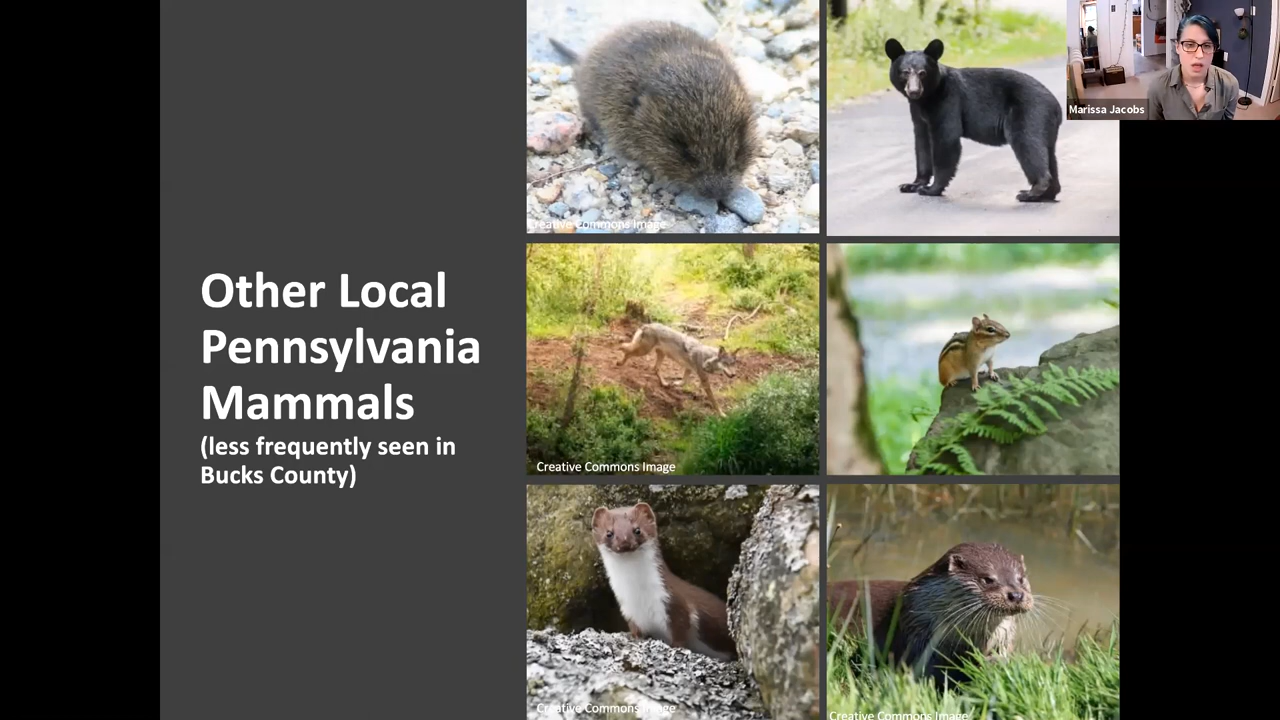 Other Local
Pennsylvania
Mammals
(less frequently seen in
Bucks County)
Creative Commons Image
Marissa Jacobs
Creative Commons Image
Creative Commons Image
Creative Commons Image